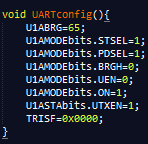 void UARTconfig(){
U1ABRG=65;
U1AMODEbits.STSEL=1;
U1AMODEbits.PDSEL=1;
U1AMODEbits.BRGH=0;
U1AMODEbits.UEN=0;
U1AMODEbits.ON=1;
U1ASTAbits.UTXEN=1;
TRISF=0x0000;
}